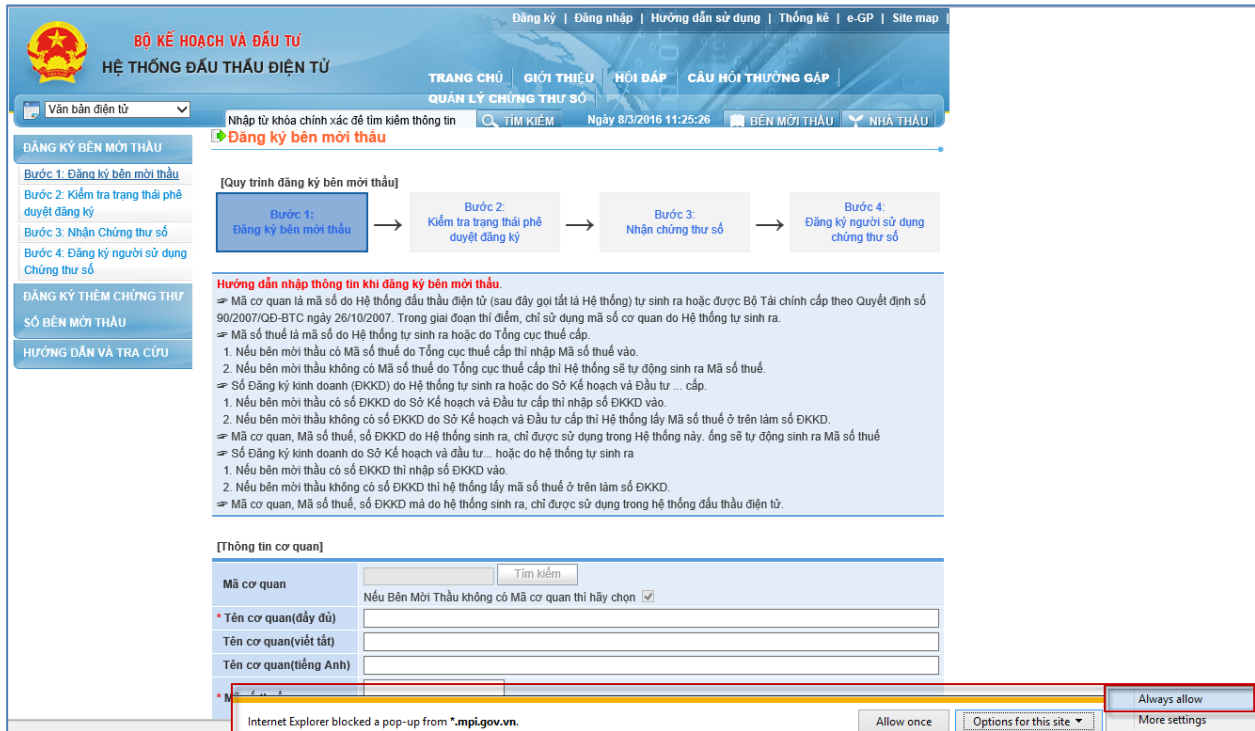 Đăng ký | Đăng nhập | Hướng dẫn sử dụng | Thống kê | e-GP | Site map |
BỘ KẾ HOẠCH VÀ ĐẦU TƯ
HỆ THỐNG ĐẤU THẦU ĐIỆN TỬ
TRANG CHỦ | GIỚI THIỆU | HỎI ĐÁP | CÂU HỎI THƯỜNG GẶP |
QUẢN LÝ CHỨNG THƯ SỐ |
Văn bản điện tử
Nhập từ khóa chính xác để tìm kiếm thông tin TÌM KIẾM Ngày 8/3/2016 11:25:26 BÊN MỜI THẦU NHÀ THẦU
ĐĂNG KÝ BÊN MỜI THẦU
Bước 1: Đăng ký bên mời thầu
Bước 2: Kiểm tra trạng thái phê
duyệt đăng ký
Bước 3: Nhận Chứng thư số
Bước 4: Đăng ký người sử dụng
Chứng thư số
ĐĂNG KÝ THÊM CHỨNG THƯ
SỐ BÊN MỜI THẦU
HƯỚNG DẪN VÀ TRA CỨU
Đăng ký bên mời thầu
[Quy trình đăng ký bên mời thầu]
Bước 1:
Đăng ký bên mời thầu
→
Bước 2:
Kiểm tra trạng thái phê
duyệt đăng ký
→
Bước 3:
Nhận chứng thư số
→
Bước 4:
Đăng ký người sử dụng
chứng thư số
Hướng dẫn nhập thông tin khi đăng ký bên mời thầu.
☞ Mã cơ quan là mã số do Hệ thống đấu thầu điện tử (sau đây gọi tắt là Hệ thống) tự sinh ra hoặc được Bộ Tài chính cấp theo Quyết định số
90/2007/QĐ-BTC ngày 26/10/2007. Trong giai đoạn thí điểm, chỉ sử dụng mã số cơ quan do Hệ thống tự sinh ra.
☞ Mã số thuế là mã số do Hệ thống tự sinh ra hoặc do Tổng cục thuế cấp.
1. Nếu bên mời thầu có Mã số thuế do Tổng cục thuế cấp thì nhập Mã số thuế vào.
2. Nếu bên mời thầu không có Mã số thuế do Tổng cục thuế cấp thì Hệ thống sẽ tự động sinh ra Mã số thuế.
☞ Số Đăng ký kinh doanh (ĐKKD) do Hệ thống tự sinh ra hoặc do Sở Kế hoạch và Đầu tư ... cấp.
1. Nếu bên mời thầu có số ĐKKD do Sở Kế hoạch và Đầu tư cấp thì nhập số ĐKKD vào.
2. Nếu bên mời thầu không có số ĐKKD do Sở Kế hoạch và Đầu tư cấp thì Hệ thống lấy Mã số thuế ở trên làm số ĐKKD.
☞ Mã cơ quan, Mã số thuế, số ĐKKD do Hệ thống sinh ra, chỉ được sử dụng trong Hệ thống này. ống sẽ tự động sinh ra Mã số thuế
☞ Số Đăng ký kinh doanh do Sở Kế hoạch và đầu tư... hoặc do hệ thống tự sinh ra
1. Nếu bên mời thầu có số ĐKKD thì nhập số ĐKKD vào.
2. Nếu bên mời thầu không có số ĐKKD thì hệ thống lấy mã số thuế ở trên làm số ĐKKD.
☞ Mã cơ quan, Mã số thuế, số ĐKKD mà do hệ thống sinh ra, chỉ được sử dụng trong hệ thống đấu thầu điện tử.
[Thông tin cơ quan]
Mã cơ quan Tìm kiếm
Nếu Bên Mời Thầu không có Mã cơ quan thì hãy chọn
* Tên cơ quan(đầy đủ)
Tên cơ quan(viết tắt)
Tên cơ quan(tiếng Anh)
Internet Explorer blocked a pop-up from *.mpi.gov.vn. Allow once Options for this site
Always allow
More settings